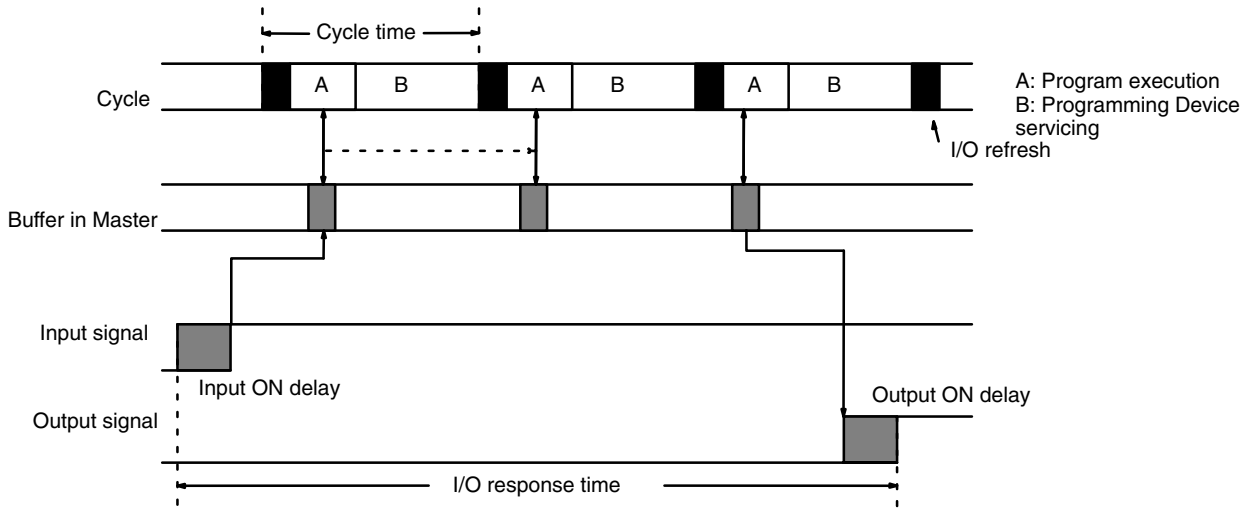 Cycle time
A B A B A B
Cycle
A: Program execution
B: Programming Device
servicing
I/O refresh
Buffer in Master
Input signal
Input ON delay
Output ON delay
Output signal
I/O response time